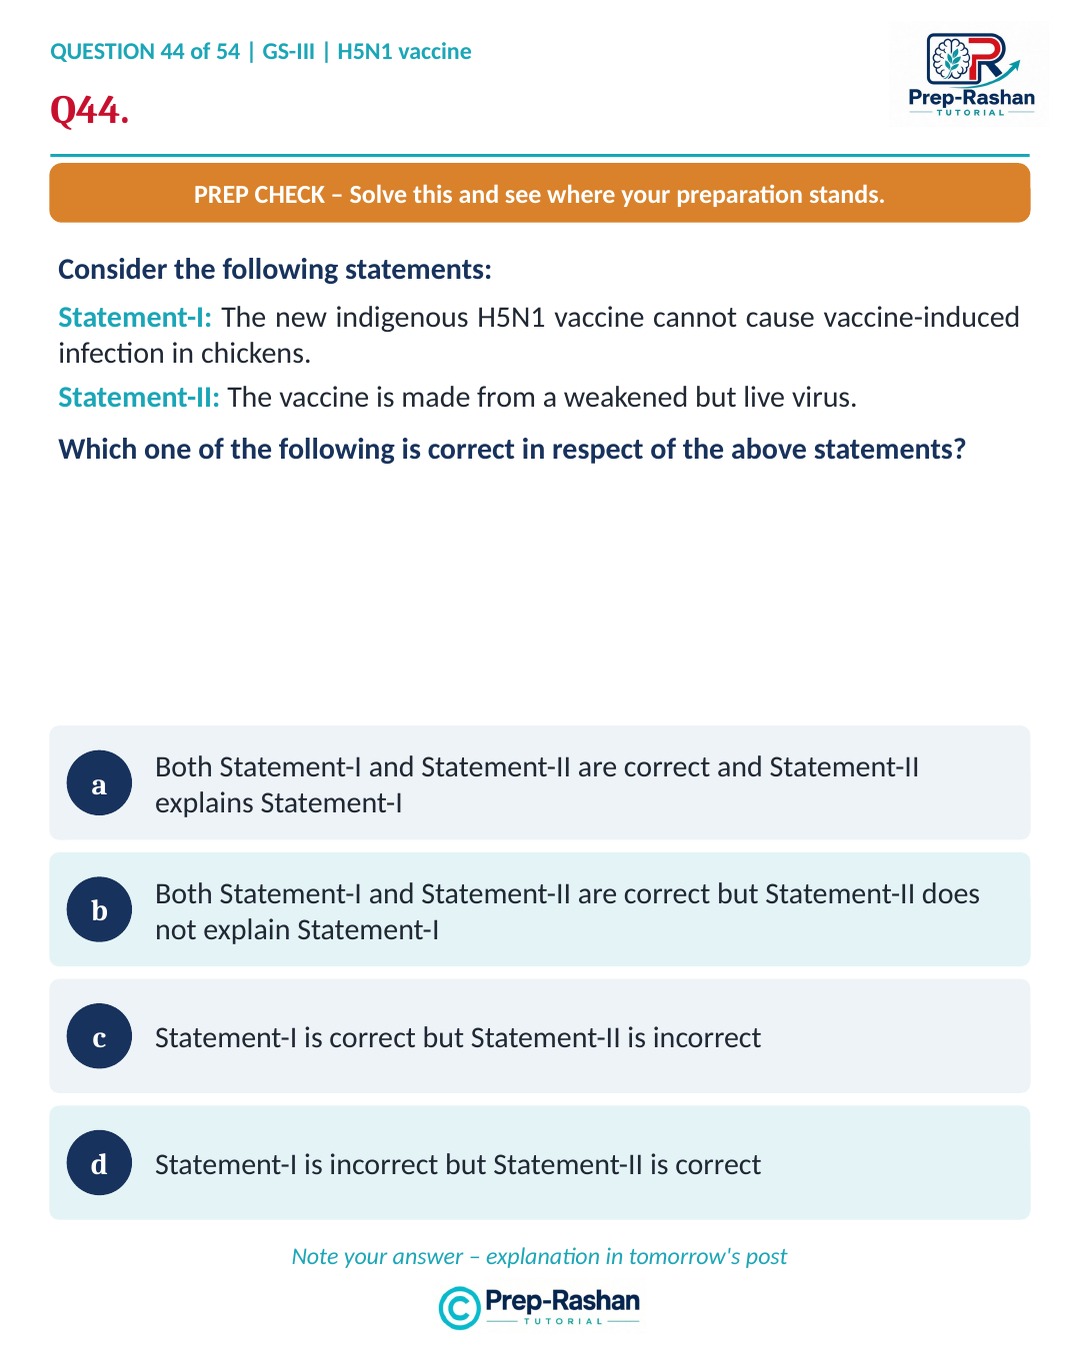 QUESTION 44 of 54 | GS-III | H5N1 vaccine
Q44.
Prep-Rashan
TUTORIAL
PREP CHECK – Solve this and see where your preparation stands.
Consider the following statements:
Statement-I: The new indigenous H5N1 vaccine cannot cause vaccine-induced
infection in chickens.
Statement-II: The vaccine is made from a weakened but live virus.
Which one of the following is correct in respect of the above statements?
a
Both Statement-I and Statement-II are correct and Statement-II
explains Statement-I
b
Both Statement-I and Statement-II are correct but Statement-II does
not explain Statement-I
c
Statement-I is correct but Statement-II is incorrect
d
Statement-I is incorrect but Statement-II is correct
Note your answer – explanation in tomorrow's post
© Prep-Rashan
TUTORIAL